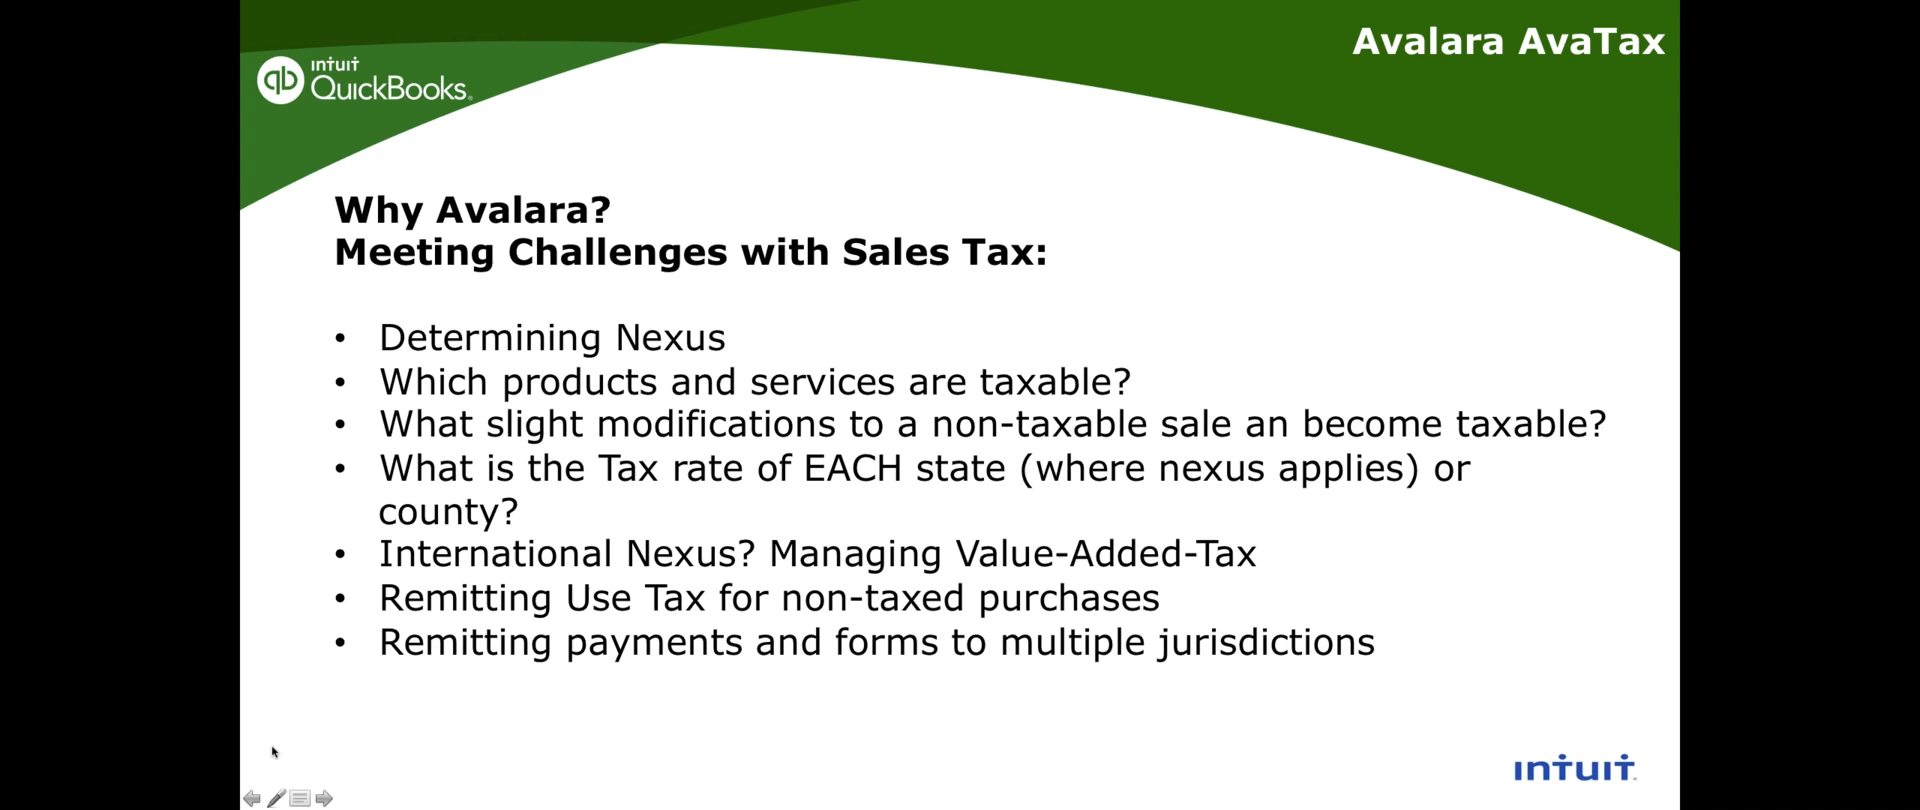 Avalara AvaTax
ıntuıt
QuickBooks.
Why Avalara?
Meeting Challenges with Sales Tax:
• Determining Nexus
• Which products and services are taxable?
• What slight modifications to a non-taxable sale an become taxable?
• What is the Tax rate of EACH state (where nexus applies) or
county?
• International Nexus? Managing Value-Added-Tax
• Remitting Use Tax for non-taxed purchases
• Remitting payments and forms to multiple jurisdictions
ıntuıt.